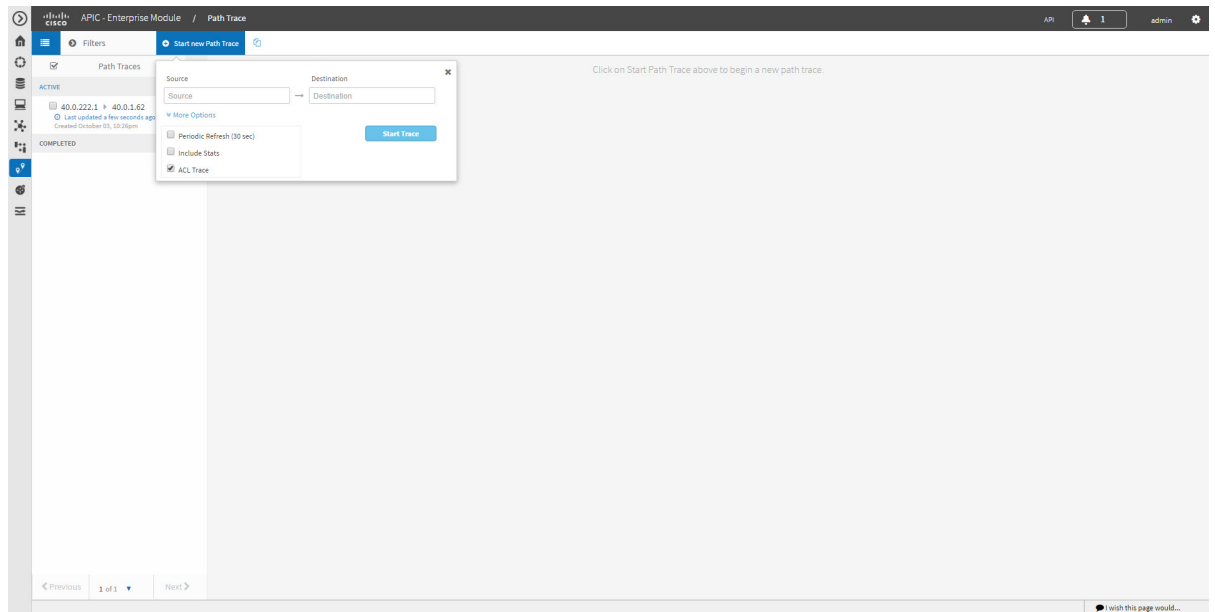 cisco APIC - Enterprise Module / Path Trace API 1 admin
Filters Start new Path Trace
Path Traces
Click on Start Path Trace above to begin a new path trace.
ACTIVE
40.0.222.1 40.0.1.62
Last updated a few seconds ago
Created October 03, 10:26pm
COMPLETED
Source Destination
Source → Destination
More Options
Periodic Refresh (30 sec) Start Trace
Include Stats
ACL Trace
Previous 1 of 1 Next
I wish this page would...